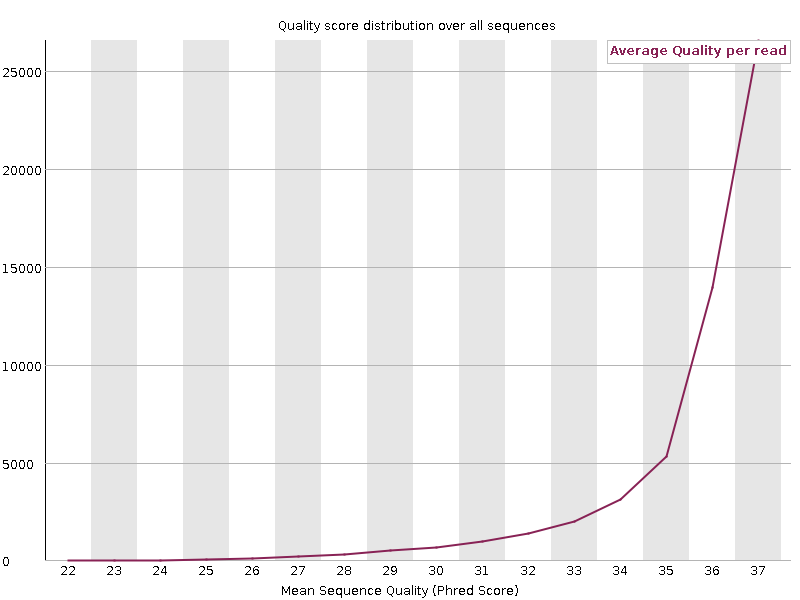 Quality score distribution over all sequences
Average Quality per read
25000
20000
15000
10000
5000
0
22 23 24 25 26 27 28 29 30 31 32 33 34 35 36 37
Mean Sequence Quality (Phred Score)